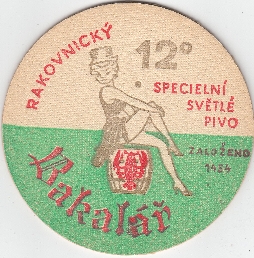 RAKOVNICKÝ
12°
SPECIELNÍ
SVĚTLÉ
PIVO
ZALOŽENO
1454
Bakalář